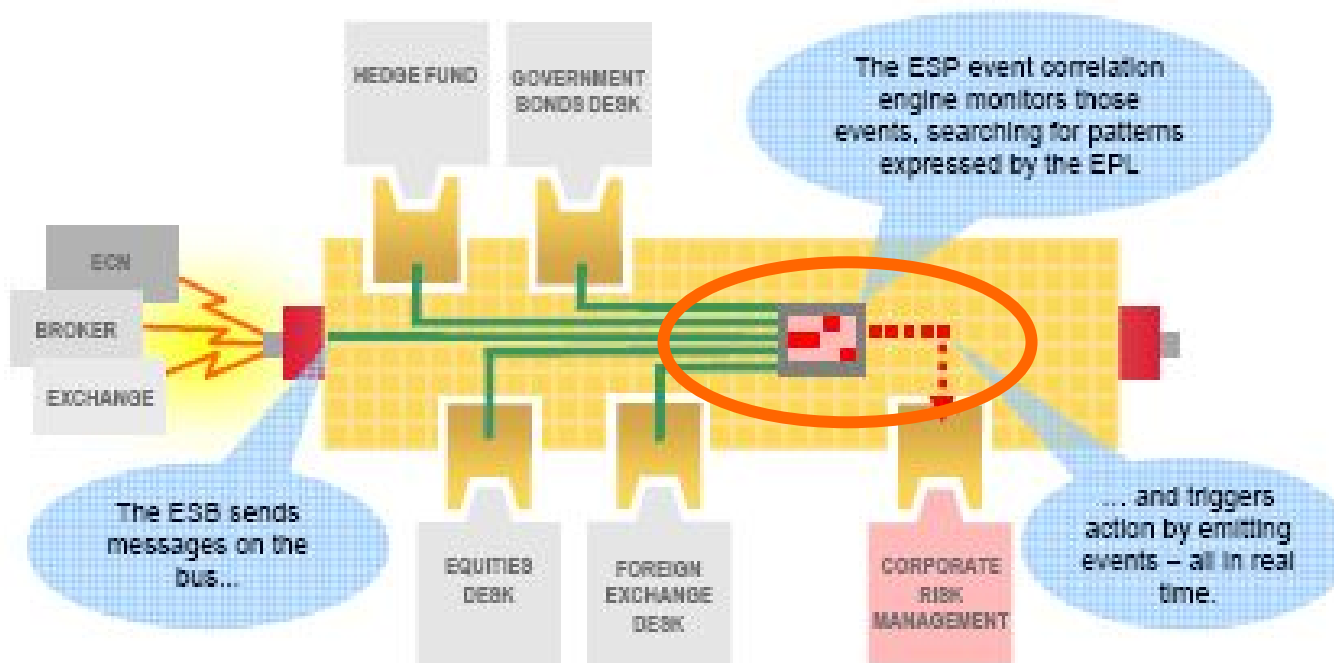 HEDGE FUND
GOVERNMENT
BONDS DESK
The ESP event correlation
engine monitors those
events, searching for patterns
expressed by the EPL
ECN
BROKER
EXCHANGE
The ESB sends
messages on the
bus...
EQUITIES
DESK
FOREIGN
EXCHANGE
DESK
CORPORATE
RISK
MANAGEMENT
... and triggers
action by emitting
events – all in real
time.